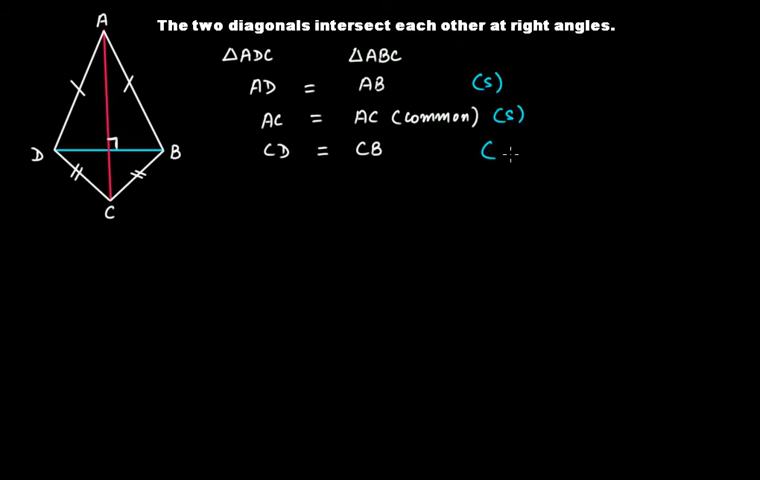 The two diagonals intersect each other at right angles.
A
△ADC △ABC
AD = AB (S)
AC = AC (common) (S)
D B CD = CB (
C